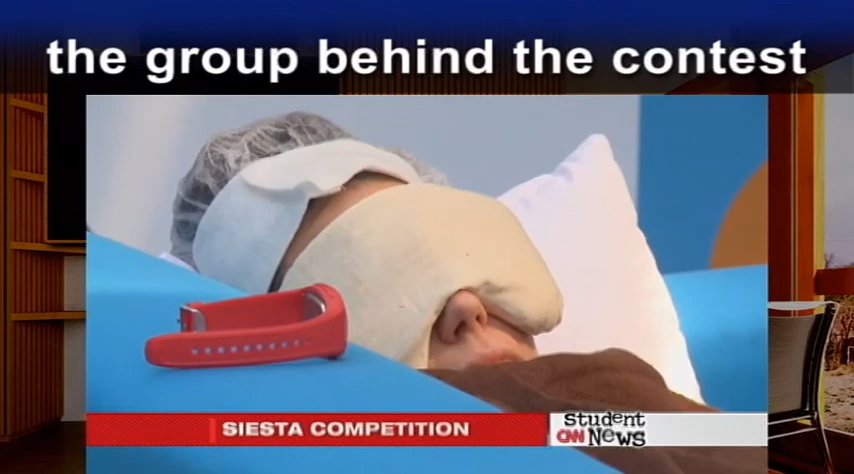 the group behind the contest
SIESTA COMPETITION
student
CNN News